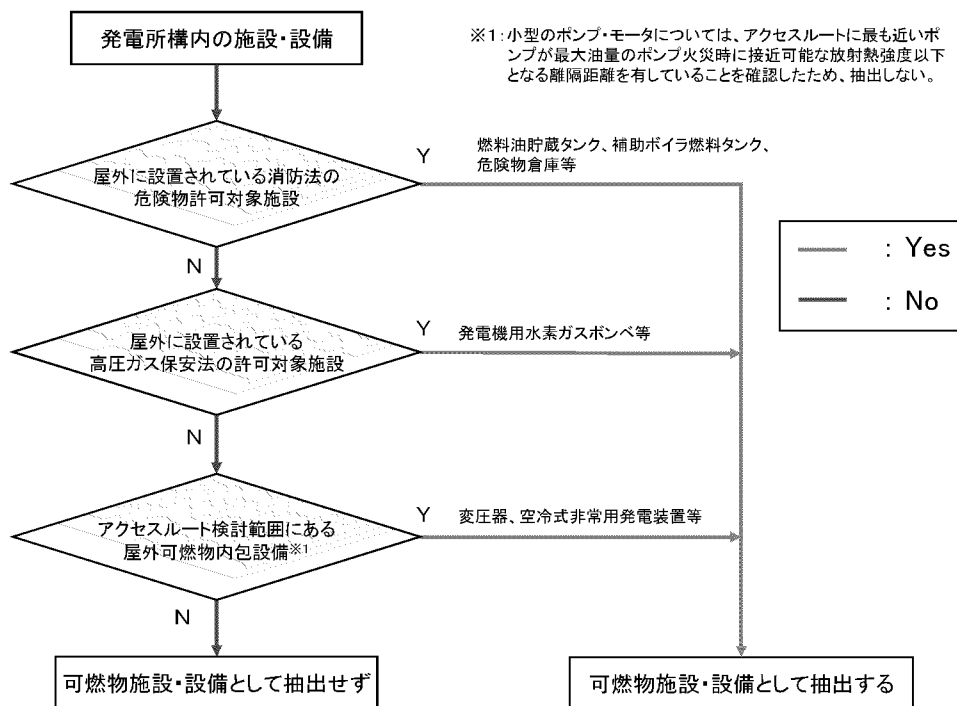 発電所構内の施設・設備
※1:小型のポンプ・モータについては、アクセスルートに最も近いポ
ンプが最大油量のポンプ火災時に接近可能な放射熱強度以下
となる離隔距離を有していることを確認したため、抽出しない。
屋外に設置されている消防法の
危険物許可対象施設
Y
燃料油貯蔵タンク、補助ボイラ燃料タンク、
危険物倉庫等
: Yes
: No
N
屋外に設置されている
高圧ガス保安法の許可対象施設
Y
発電機用水素ガスボンベ等
N
アクセスルート検討範囲にある
屋外可燃物内包設備※1
Y
変圧器、空冷式非常用発電装置等
N
可燃物施設・設備として抽出せず
可燃物施設・設備として抽出する